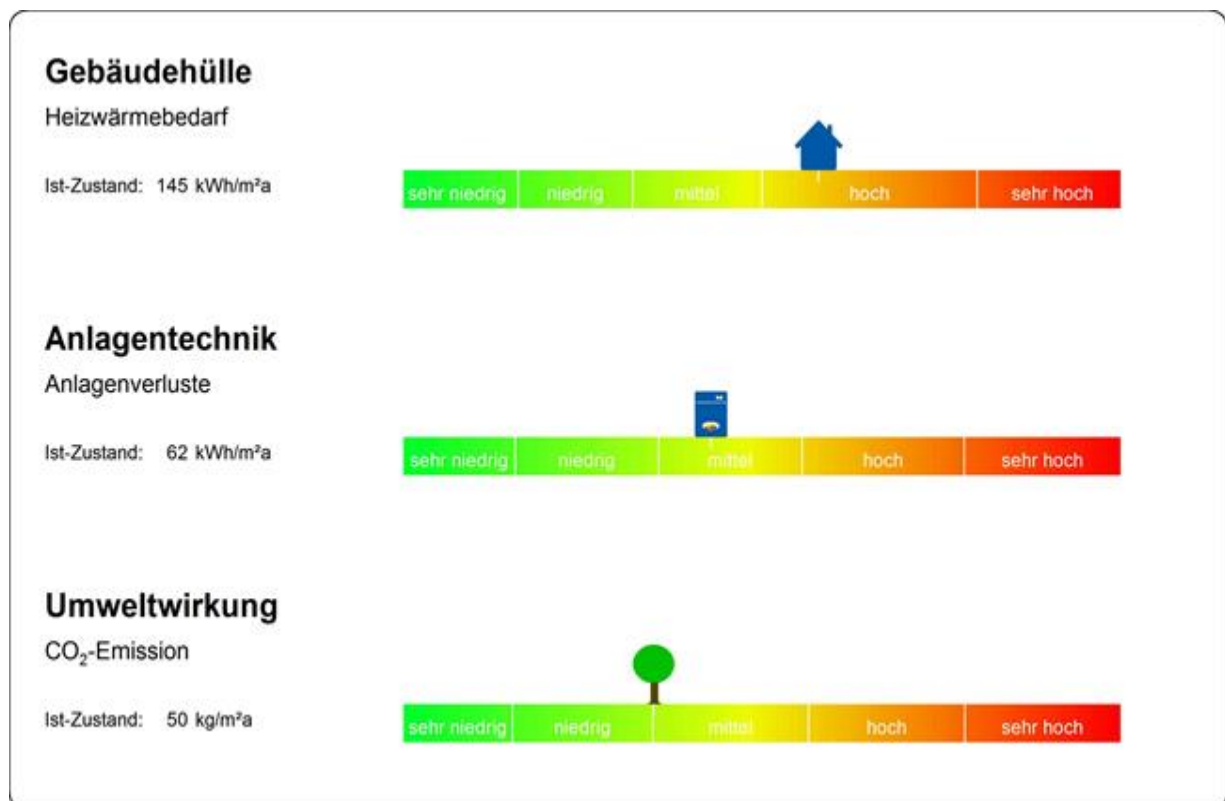 Gebäudehülle
Heizwärmebedarf
Ist-Zustand: 145 kWh/m²a
sehr niedrig niedrig mittel hoch sehr hoch
Anlagentechnik
Anlagenverluste
Ist-Zustand: 62 kWh/m²a
sehr niedrig niedrig mittel hoch sehr hoch
Umweltwirkung
CO₂-Emission
Ist-Zustand: 50 kg/m²a
sehr niedrig niedrig mittel hoch sehr hoch